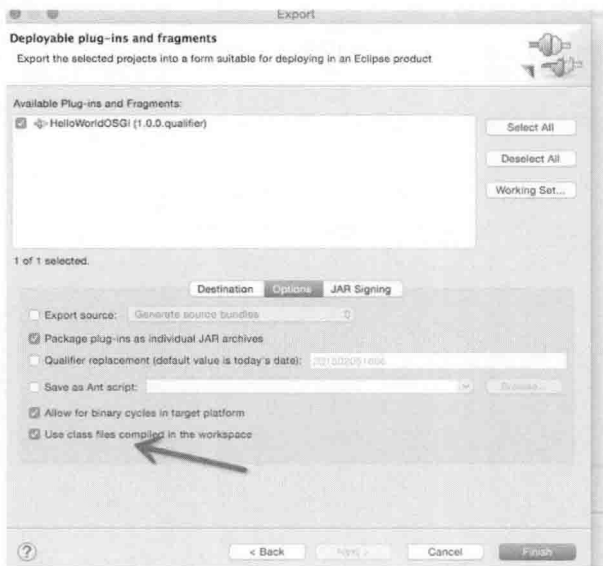 Export
Deployable plug-ins and fragments
Export the selected projects into a form suitable for deploying in an Eclipse product
Available Plug-ins and Fragments:
HelloWorldOSGi (1.0.0.qualifier)
Select All
Deselect All
Working Set...
1 of 1 selected.
Destination Options JAR Signing
Export source: Generate source bundles
Package plug-ins as individual JAR archives
Qualifier replacement (default value is today's date):
Save as Ant script: Browse...
Allow for binary cycles in target platform
Use class files compiled in the workspace
? < Back Next > Cancel Finish